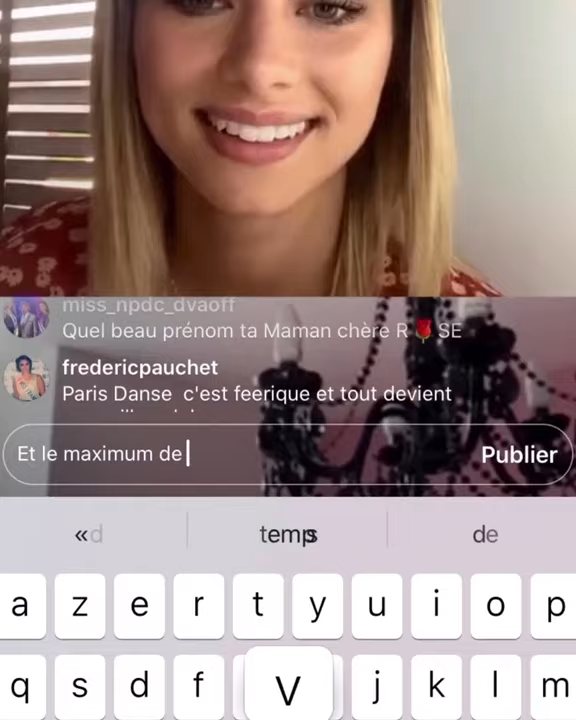 miss_npdc_dvaoff
Quel beau prénom ta Maman chère R🌹SE
fredericpauchet
Paris Danse c'est feerique et tout devient
Et le maximum de
Publier
temps
de
a z e r t y u i o p
q s d f V j k l m